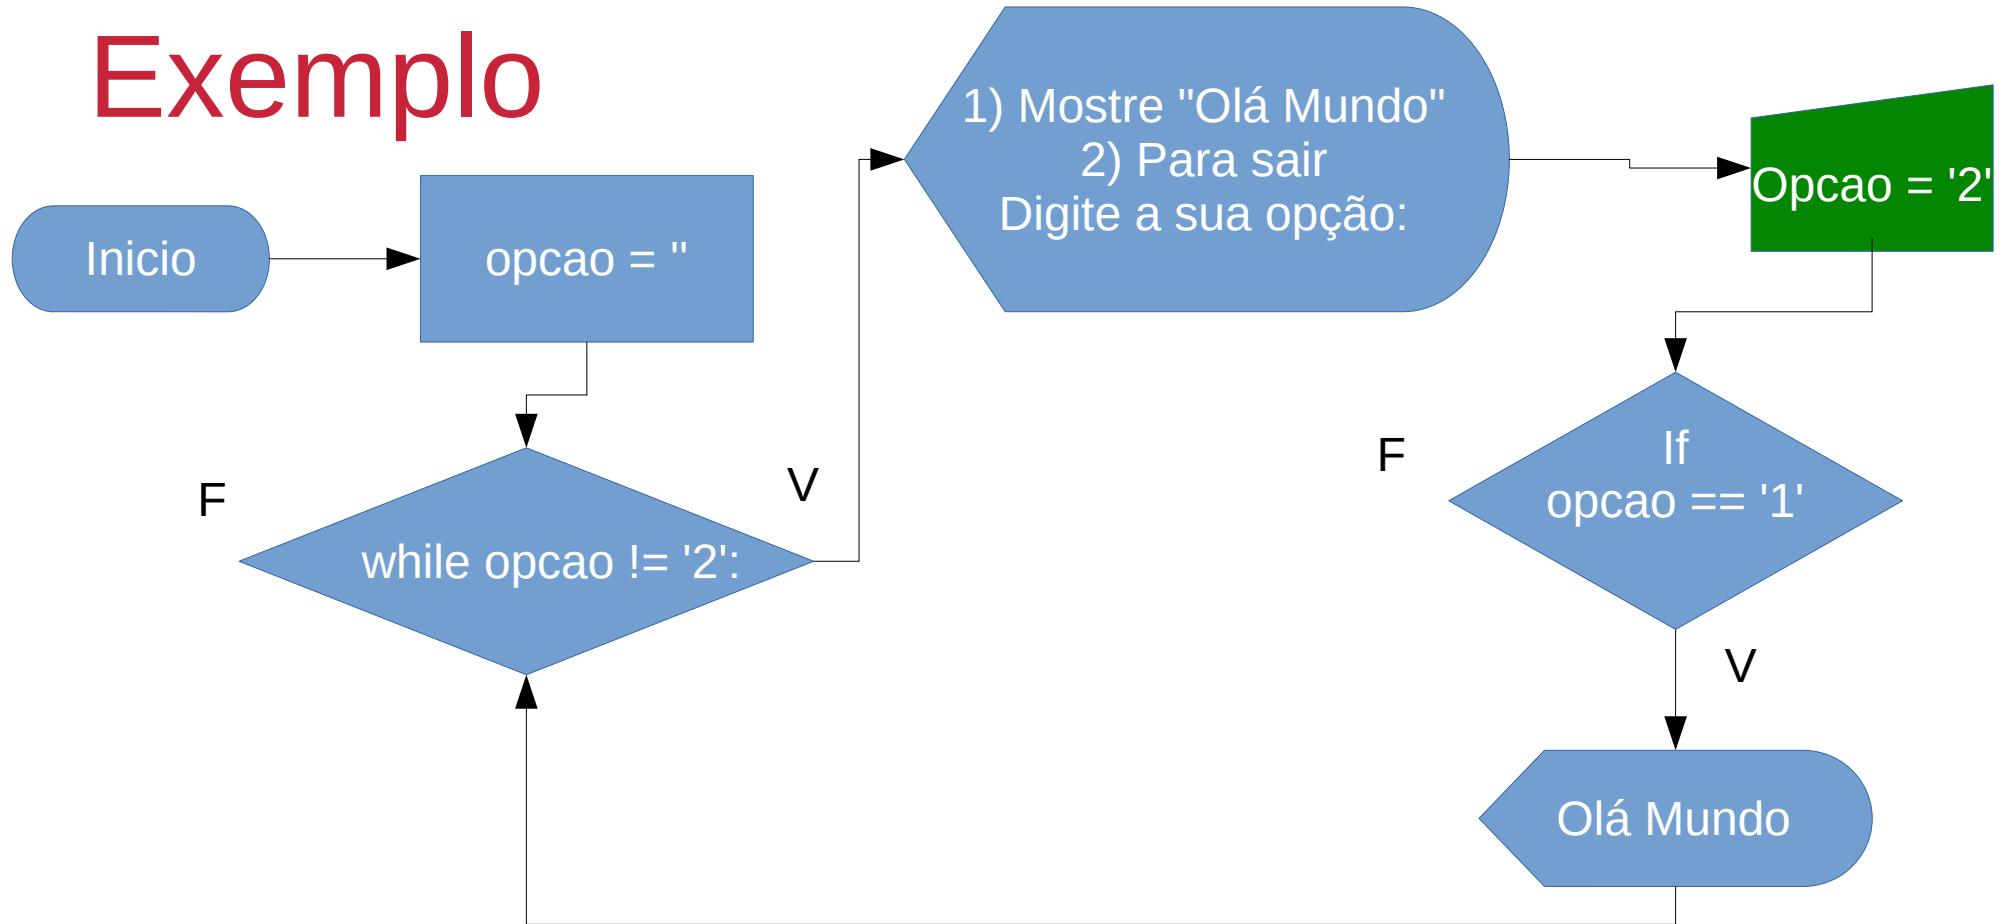 Exemplo
Inicio
opcao = ''
while opcao != '2':
F
V
1) Mostre "Olá Mundo"
2) Para sair
Digite a sua opção:
Opcao = '2'
If
opcao == '1'
F
V
Olá Mundo